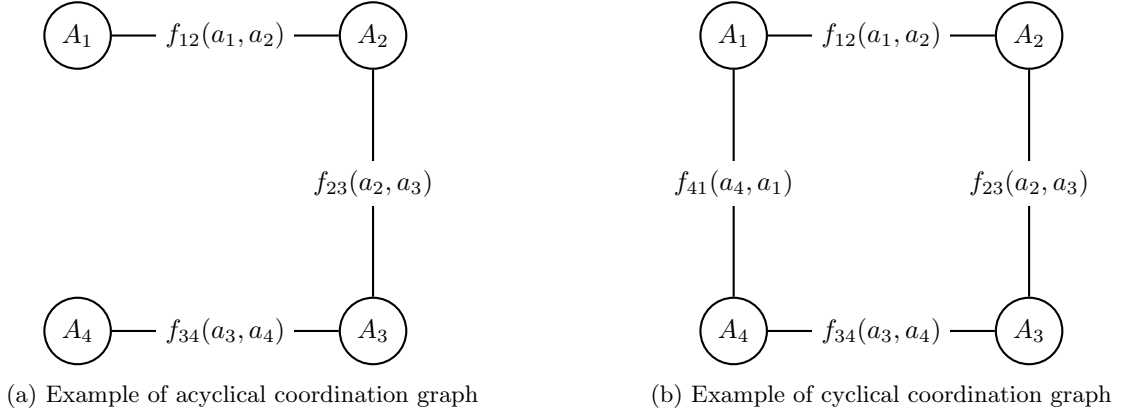 A₁ f₁₂(a₁, a₂) A₂
f₂₃(a₂, a₃)
A₄ f₃₄(a₃, a₄) A₃
(a) Example of acyclical coordination graph
A₁ f₁₂(a₁, a₂) A₂
f₄₁(a₄, a₁) f₂₃(a₂, a₃)
A₄ f₃₄(a₃, a₄) A₃
(b) Example of cyclical coordination graph